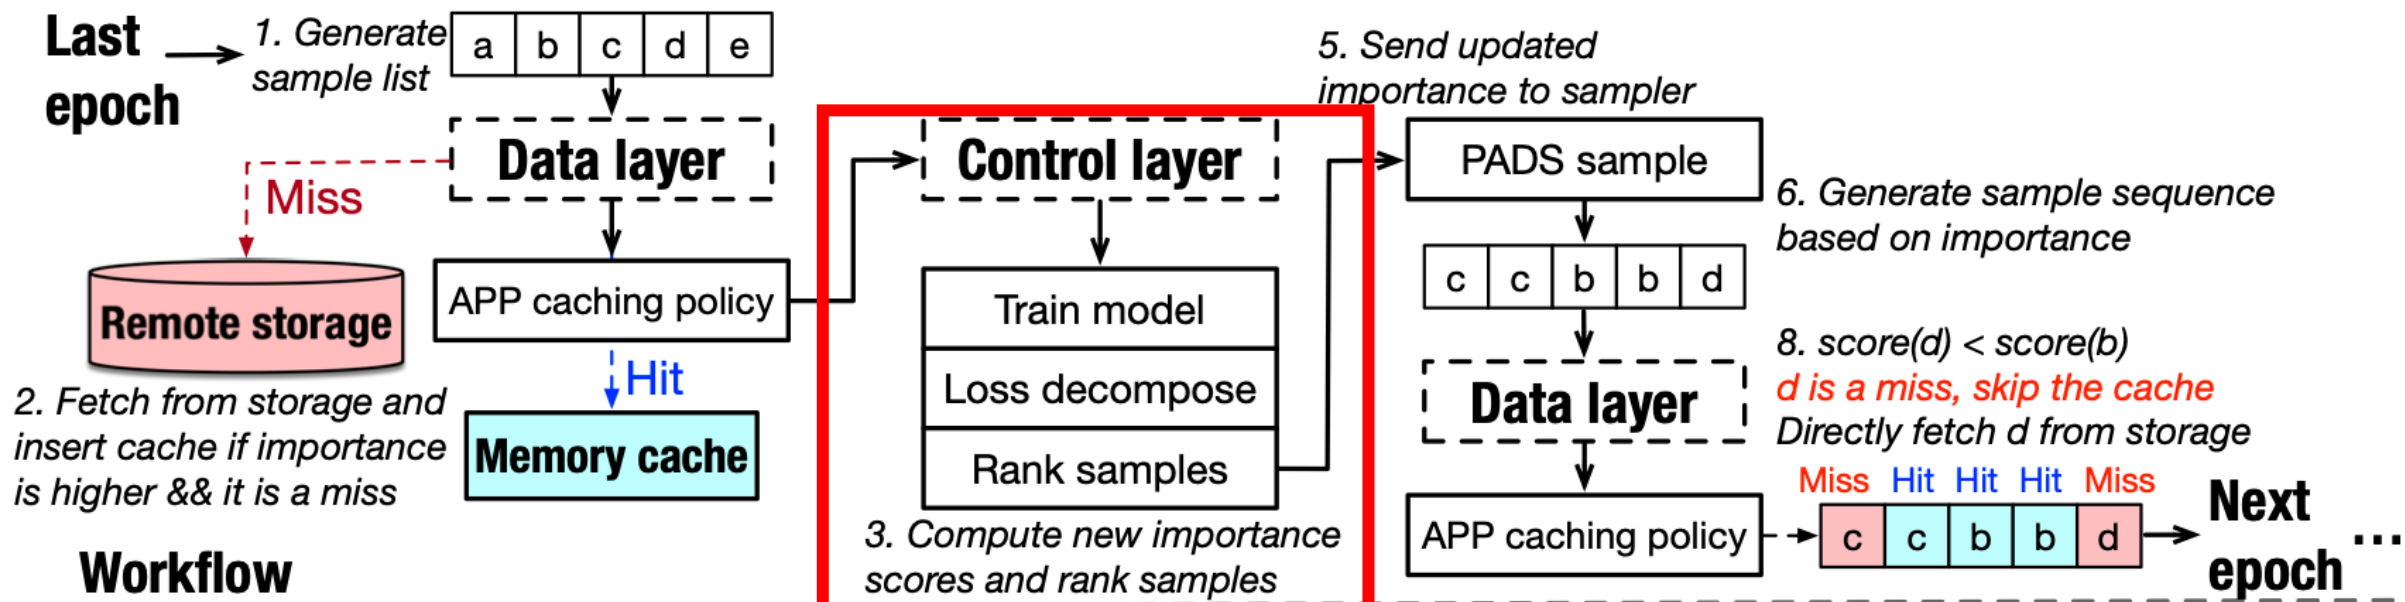 Last
epoch
1. Generate
sample list
a b c d e
Data layer
Miss
Remote storage
APP caching policy
Hit
Memory cache
2. Fetch from storage and
insert cache if importance
is higher && it is a miss
Workflow
Control layer
Train model
Loss decompose
Rank samples
3. Compute new importance
scores and rank samples
5. Send updated
importance to sampler
PADS sample
6. Generate sample sequence
based on importance
c c b b d
Data layer
APP caching policy
8. score(d) < score(b)
d is a miss, skip the cache
Directly fetch d from storage
Miss Hit Hit Hit Miss
c c b b d
Next
epoch
...